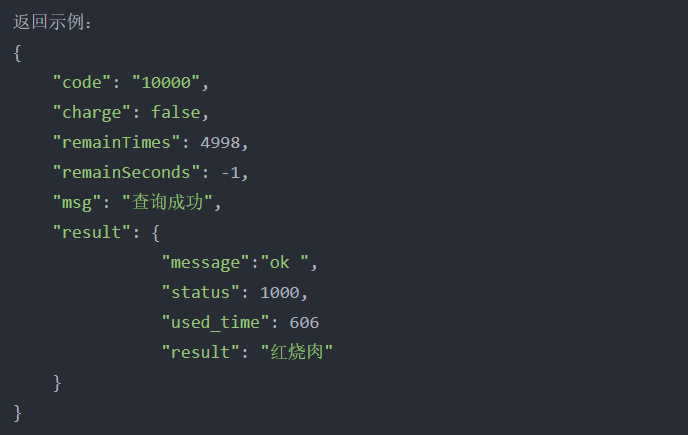 返回示例:
{
    "code": "10000",
    "charge": false,
    "remainTimes": 4998,
    "remainSeconds": -1,
    "msg": "查询成功",
    "result": {
              "message":"ok ",
              "status": 1000,
              "used_time": 606
              "result": "红烧肉"
    }
}